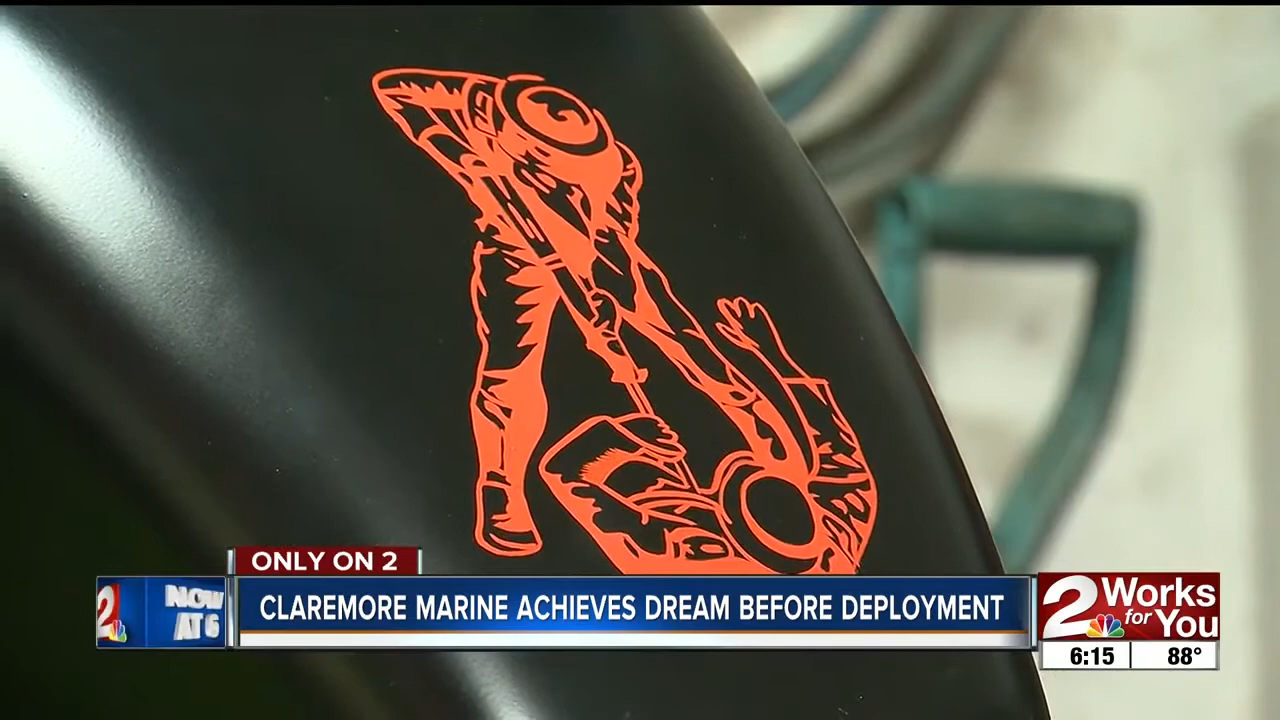 ONLY ON 2
2
NOW
AT 6
CLAREMORE MARINE ACHIEVES DREAM BEFORE DEPLOYMENT
2 Works
for You
6:15 88°